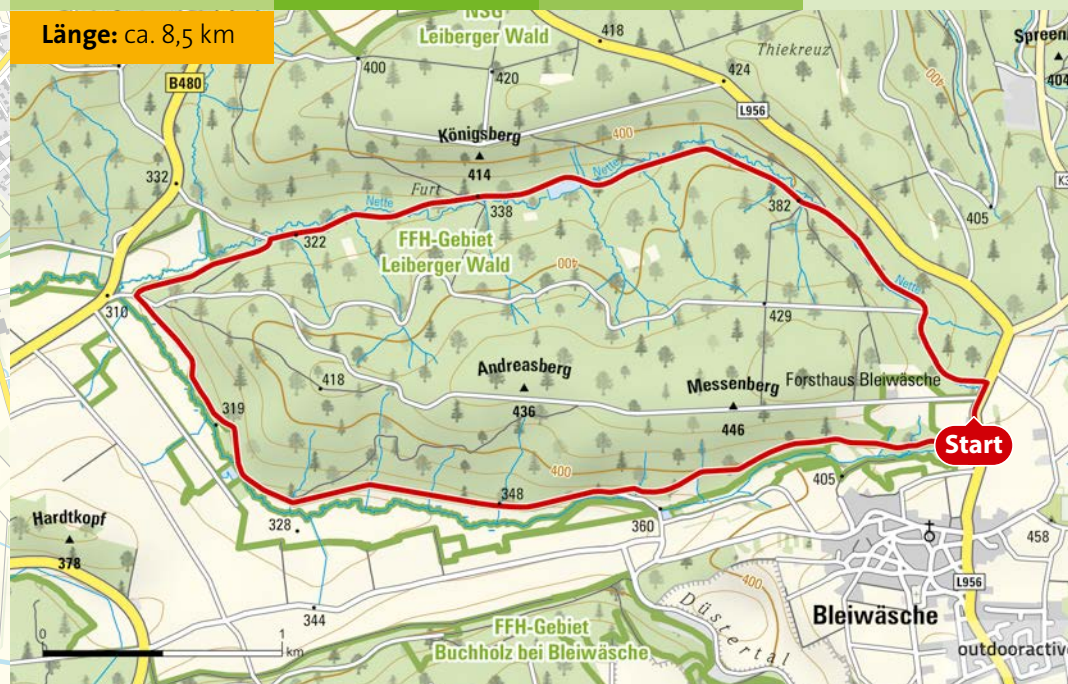 Länge: ca. 8,5 km
NSG
Leiberger Wald
418
Thiekreuz
400
420
424
400
404
B480
L956
Königsberg
414
400
332
Furt
Nette
Nette
338
382
405
322
FFH-Gebiet
Leiberger Wald
400
Nette
310
429
418
Andreasberg
436
Messenberg
446
Forsthaus Bleiwäsche
319
Start
400
348
405
360
328
Hardtkopf
378
458
400
L956
344
Düstertal
Bleiwäsche
FFH-Gebiet
Buchholz bei Bleiwäsche
0
1
km
outdooractive